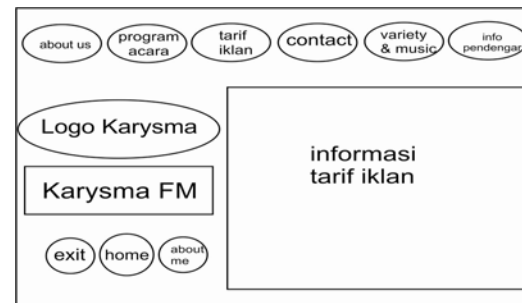 about us
program
acara
tarif
iklan
contact
variety
& music
info
pendengar
Logo Karysma
Karysma FM
informasi
tarif iklan
exit
home
about
me